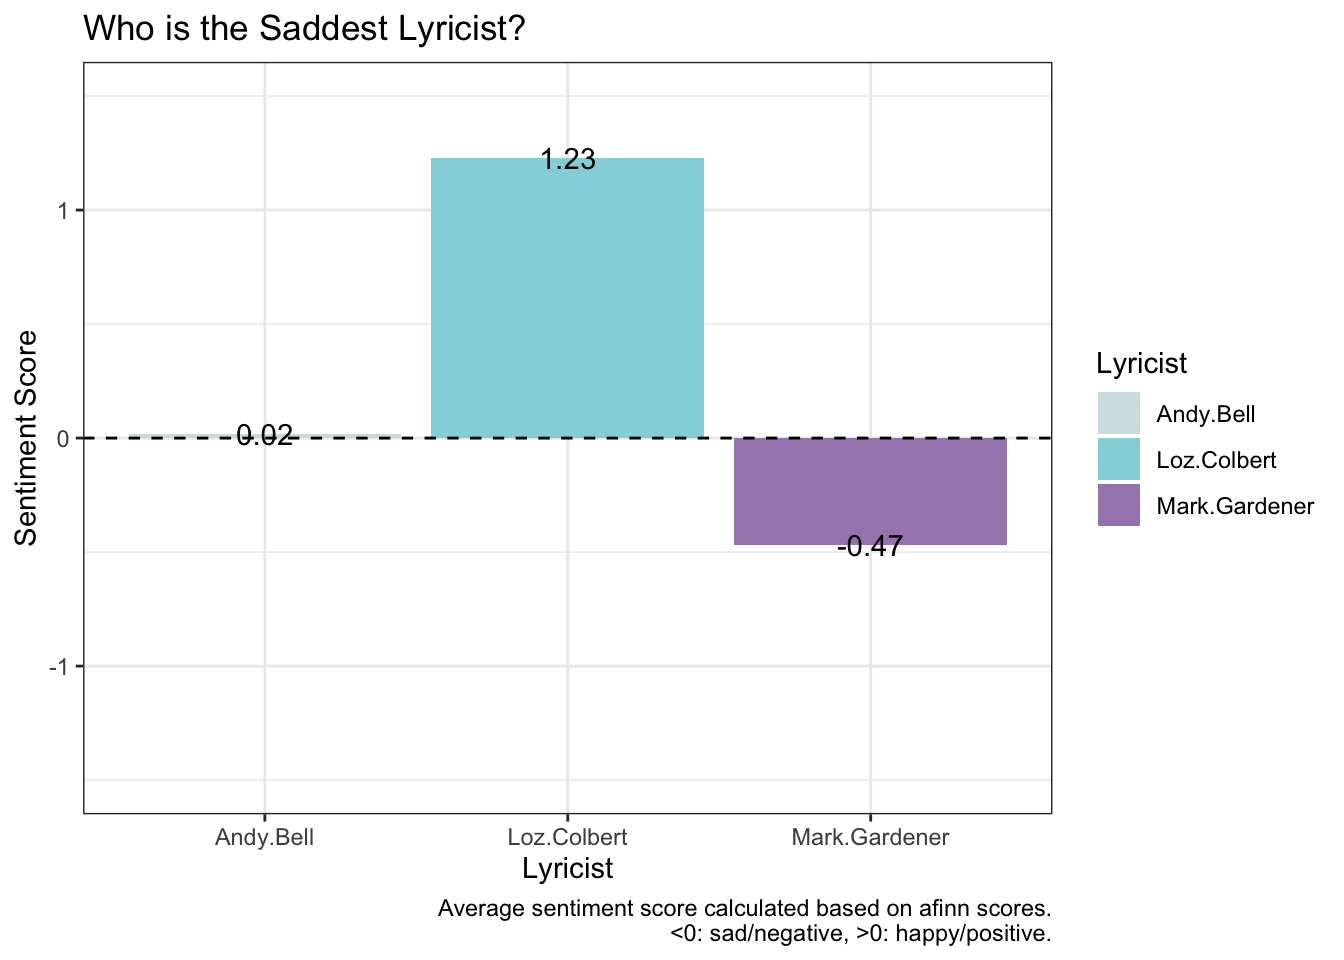 Who is the Saddest Lyricist?
1.23
1
Sentiment Score
0.02
0
-0.47
-1
Lyricist
Andy.Bell
Loz.Colbert
Mark.Gardener
Andy.Bell
Loz.Colbert
Mark.Gardener
Lyricist
Average sentiment score calculated based on afinn scores.
<0: sad/negative, >0: happy/positive.